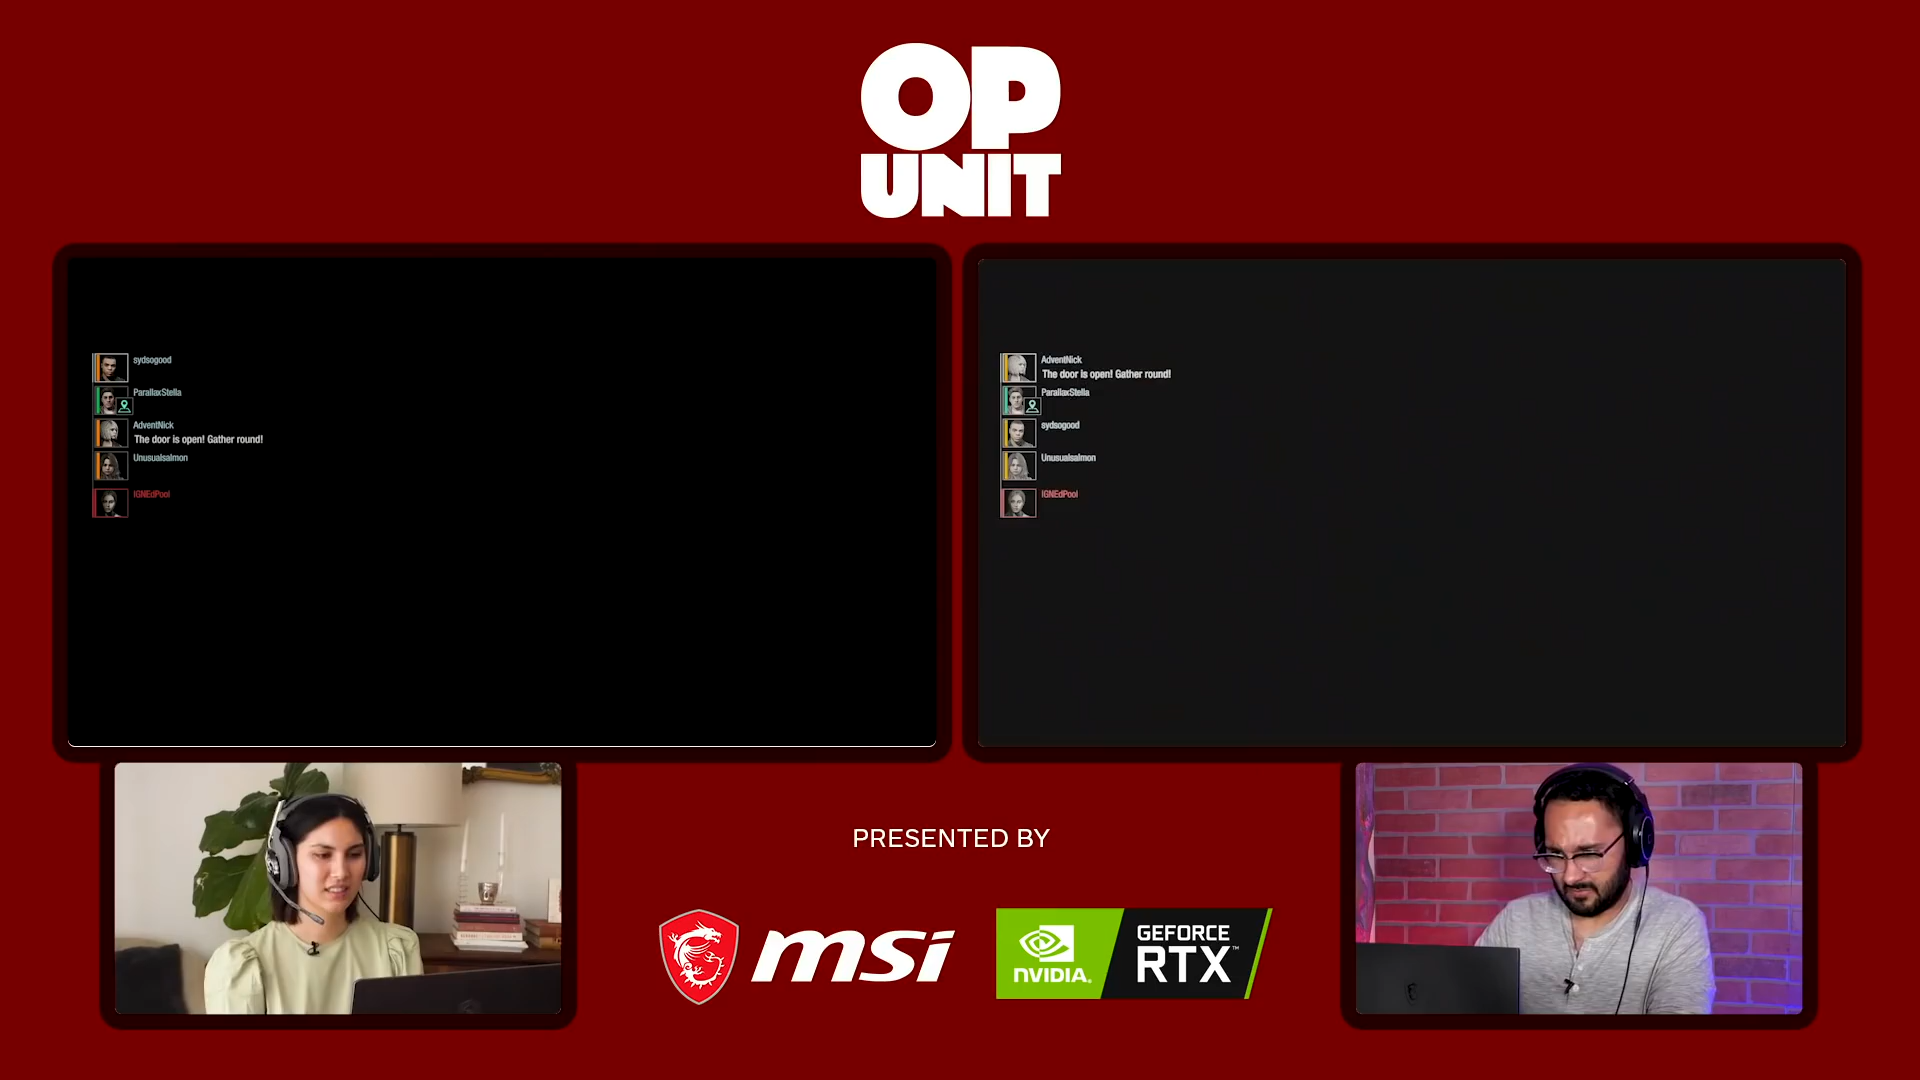 OP
UNIT
sydsogood
ParallaxStella
AdventNick
The door is open! Gather round!
Unusualsalmon
IGNEdPool
AdventNick
The door is open! Gather round!
ParallaxStella
sydsogood
Unusualsalmon
IGNEdPool
PRESENTED BY
msi
NVIDIA.
GEFORCE
RTX™